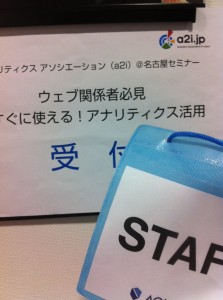 a2i.jp
リティクス アソシエーション（a2i）＠名古屋セミナー
ウェブ関係者必見
すぐに使える！アナリティクス活用
受 付
STAF